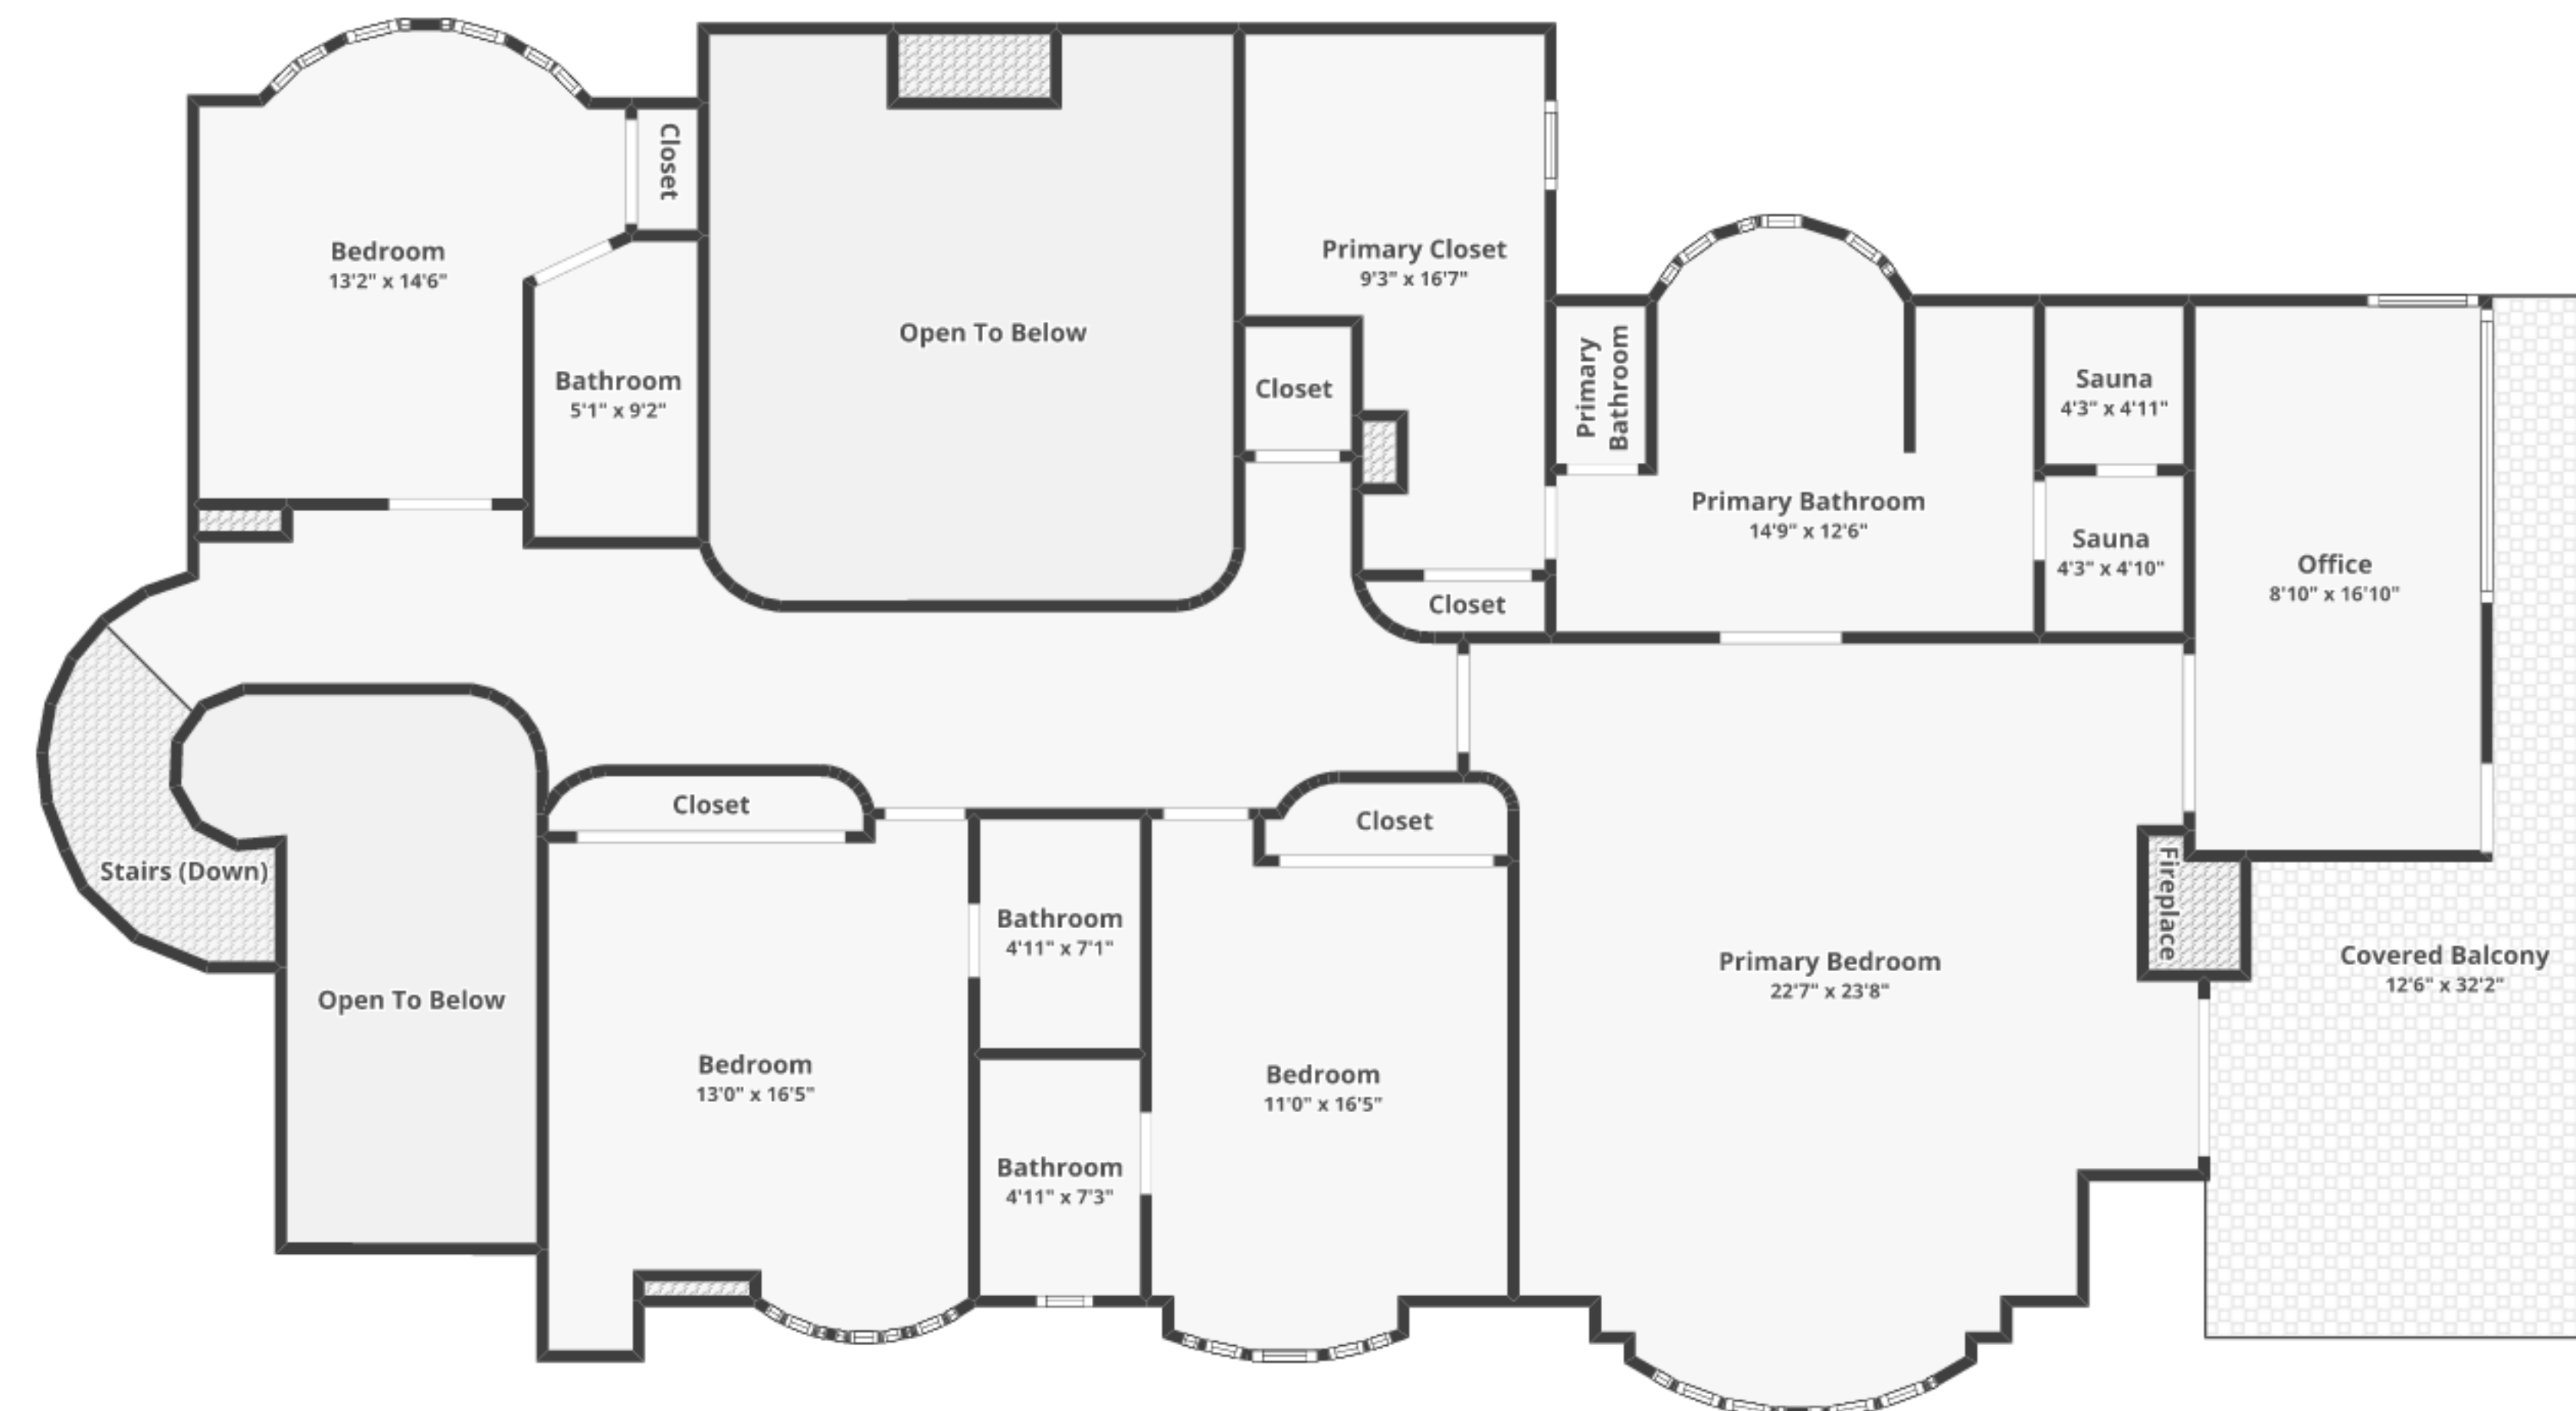 Closet
Bedroom
13'2" x 14'6"
Primary Closet
9'3" x 16'7"
Open To Below
Bathroom
5'1" x 9'2"
Closet
Primary
Bathroom
Sauna
4'3" x 4'11"
Primary Bathroom
14'9" x 12'6"
Sauna
4'3" x 4'10"
Office
8'10" x 16'10"
Closet
Closet
Closet
Stairs (Down)
Fireplace
Bathroom
4'11" x 7'1"
Primary Bedroom
22'7" x 23'8"
Covered Balcony
12'6" x 32'2"
Open To Below
Bedroom
13'0" x 16'5"
Bedroom
11'0" x 16'5"
Bathroom
4'11" x 7'3"